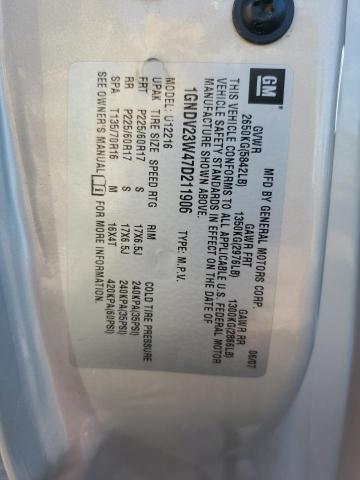 GM
MFD BY GENERAL MOTORS CORP.
06/07
GVWR GAWR FRT GAWR RR
2650KG(5842LB) 1350KG(2976LB) 1300KG(2866LB)
THIS VEHICLE CONFORMS TO ALL APPLICABLE U.S. FEDERAL MOTOR
VEHICLE SAFETY STANDARDS IN EFFECT ON THE DATE OF
MANUFACTURE SHOWN ABOVE.
1GNDV23W47D211906 TYPE: M.P.V.
MODEL: U12216
UPAK TIRE SIZE SPEED RTG RIM COLD TIRE PRESSURE
FRT P225/60R17 S 17X6.5J 240KPA(35PSI)
RR P225/60R17 S 17X6.5J 240KPA(35PSI)
SPA T135/70R16 M 16X4T 420KPA(60PSI)
SEE OWNER'S MANUAL